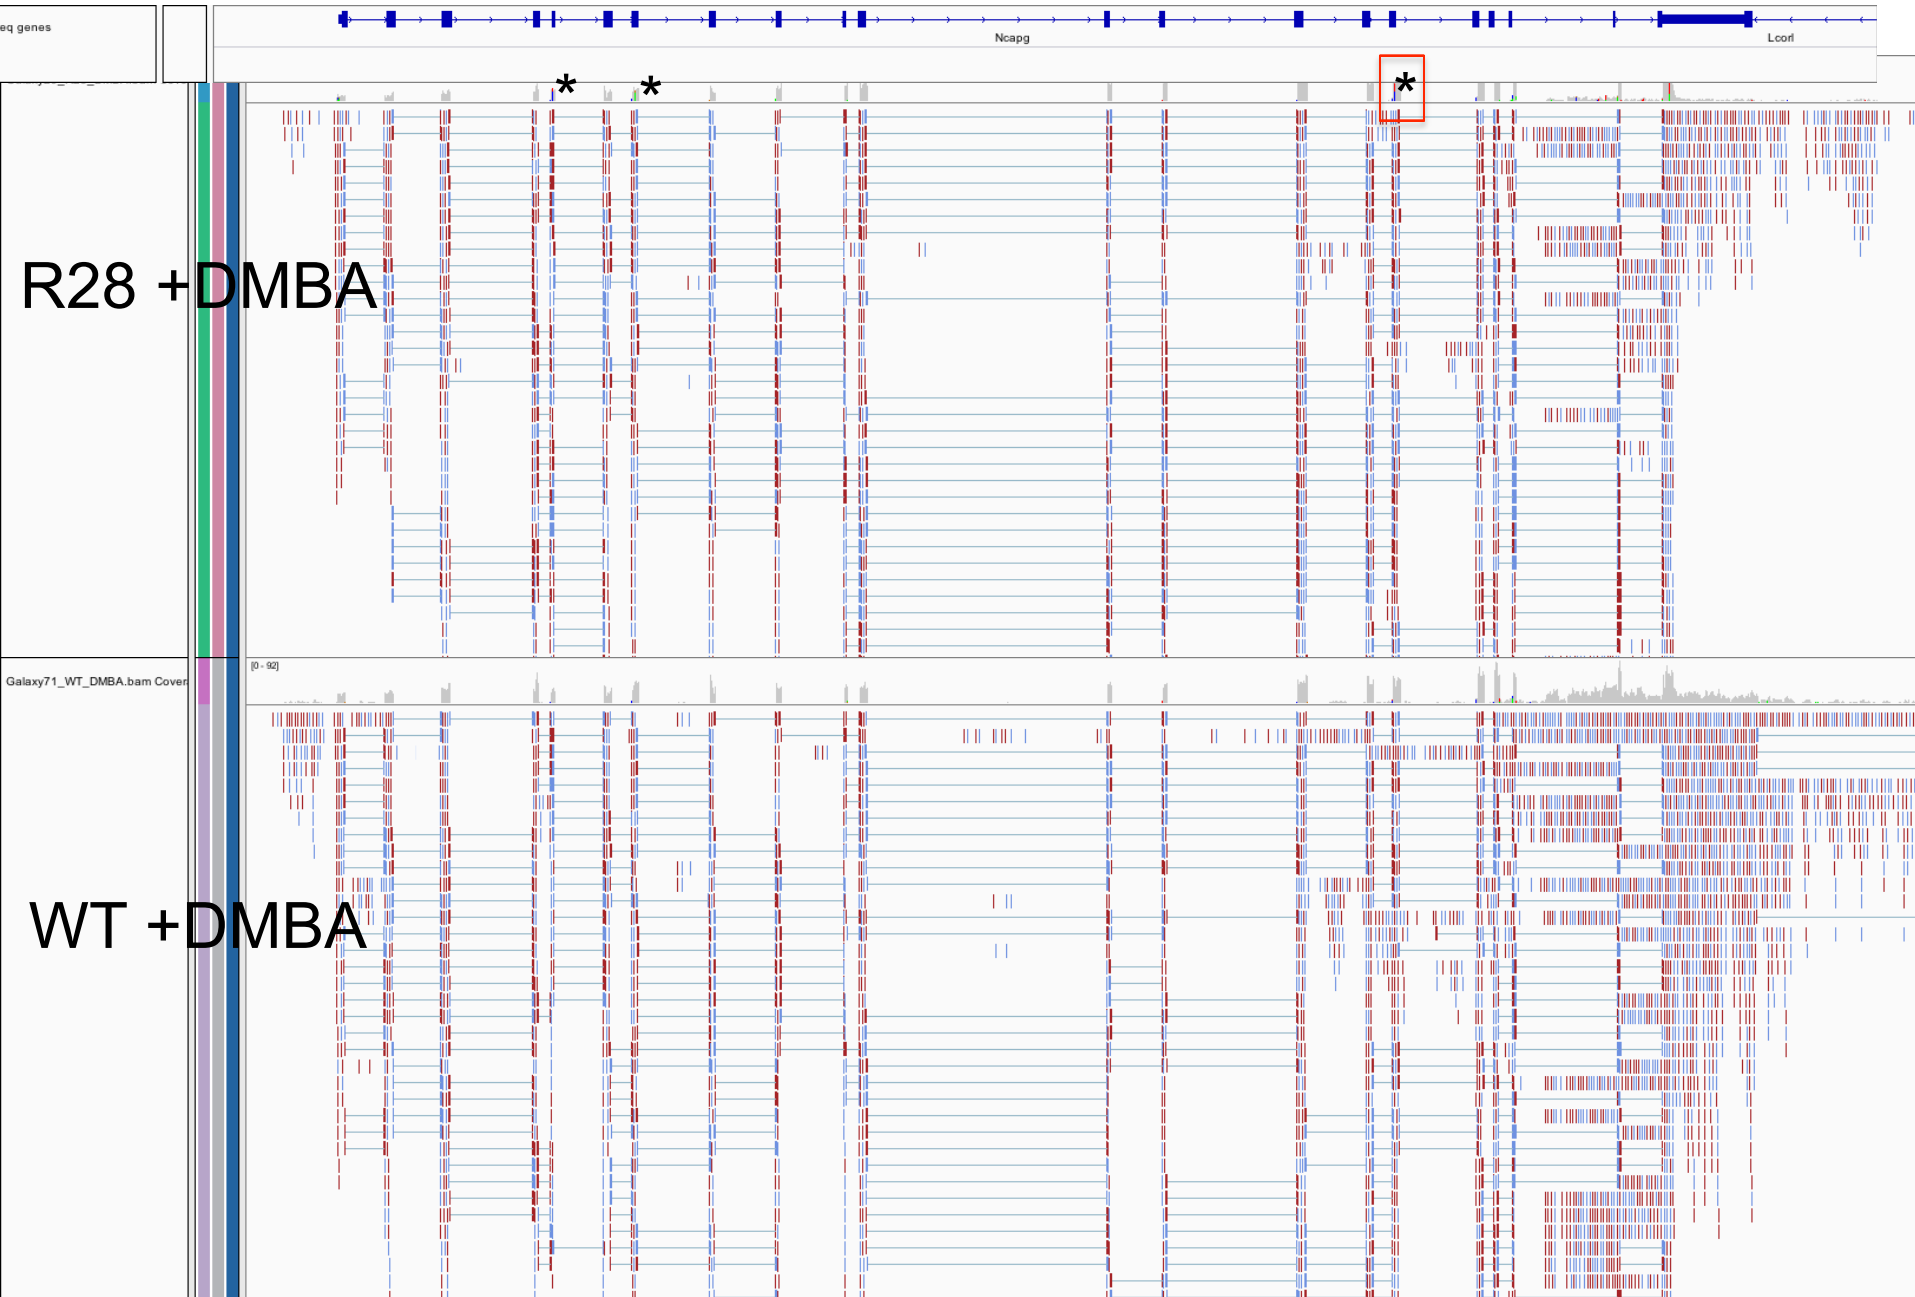 eq genes
Ncapg
Lcorl
* * *
R28 +DMBA
[0 - 92]
Galaxy71_WT_DMBA.bam Cover
WT +DMBA